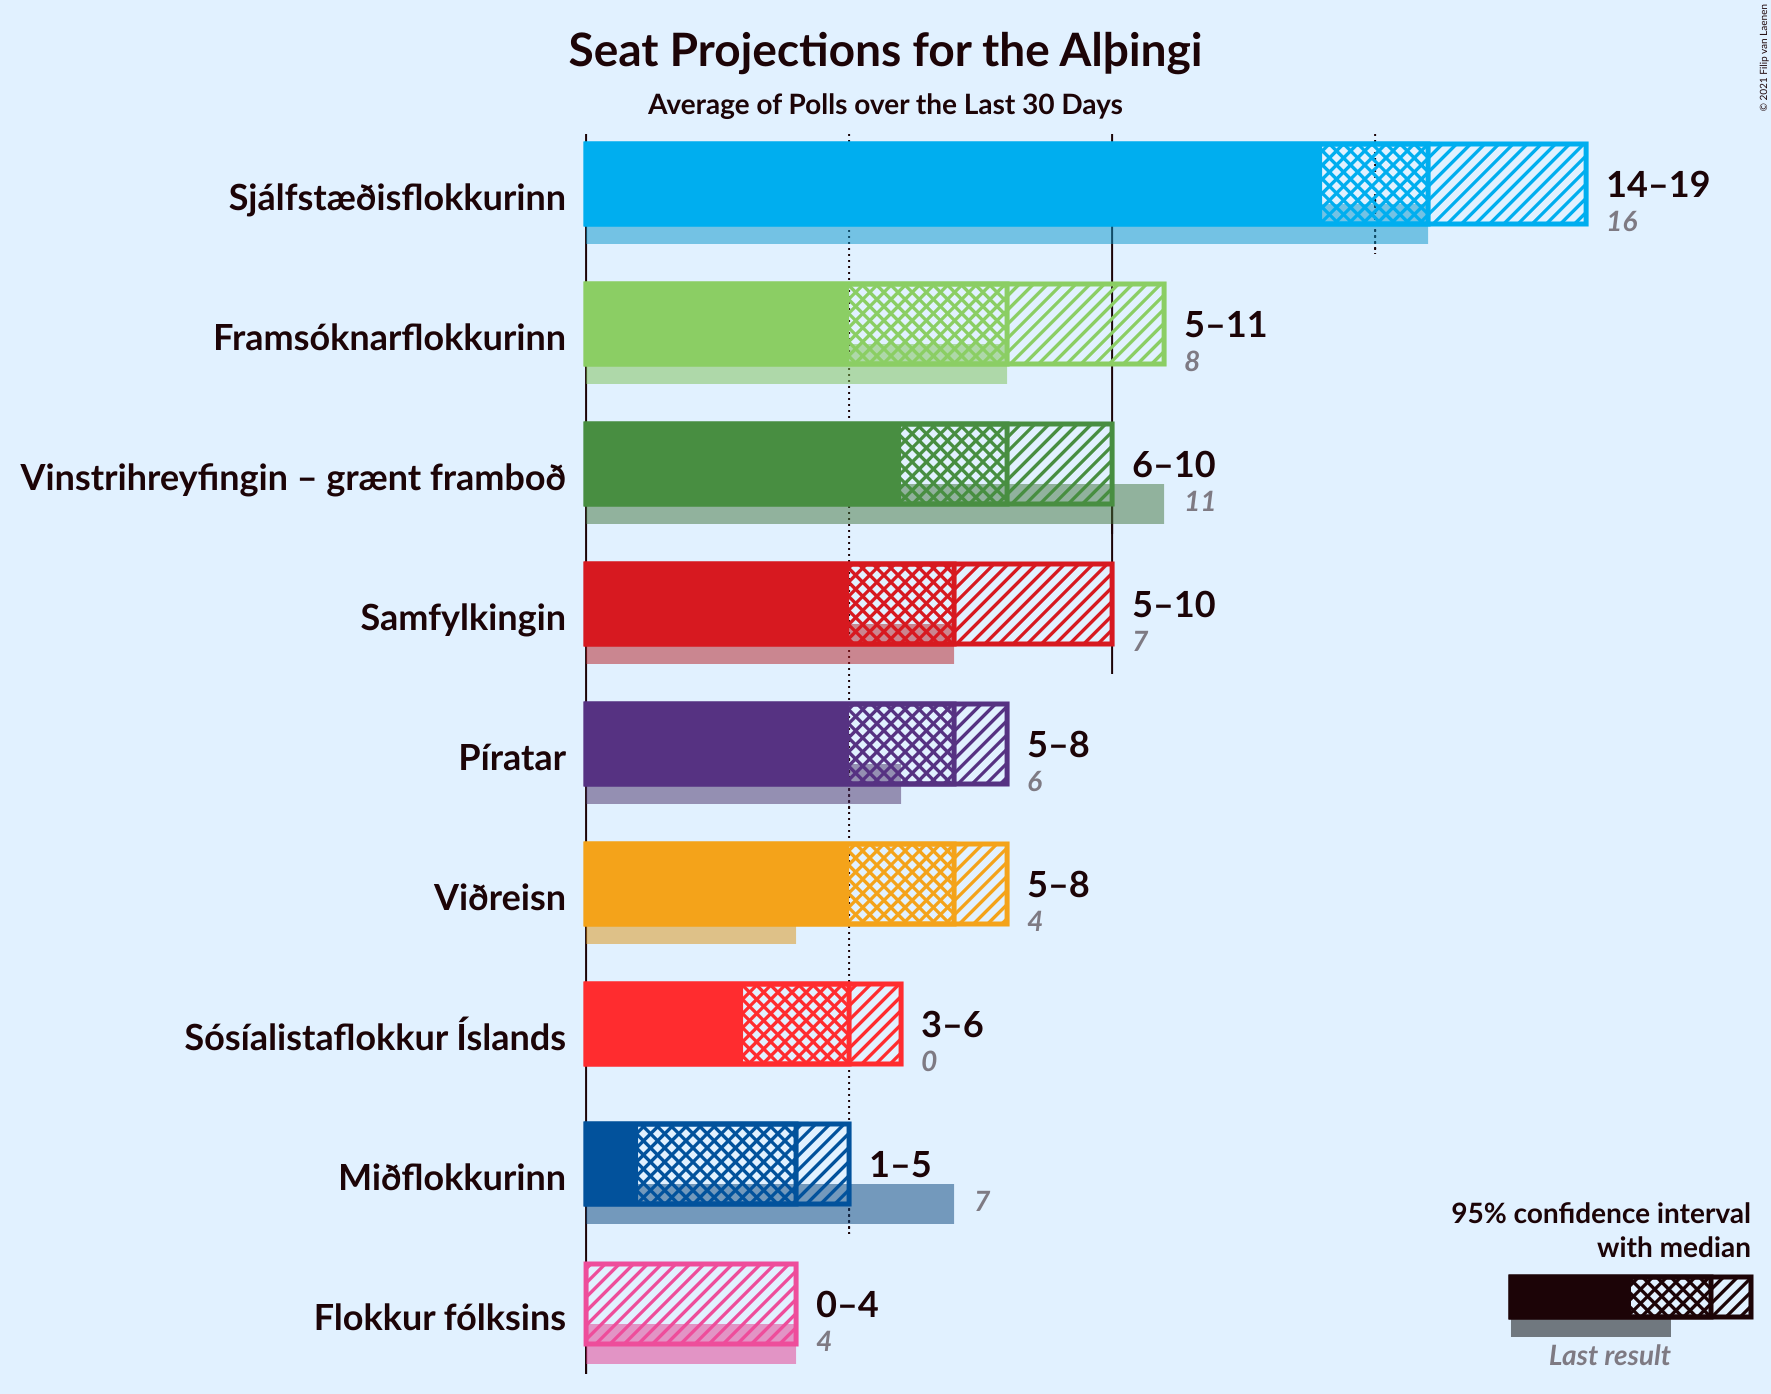 Seat Projections for the Alþingi
Average of Polls over the Last 30 Days
© 2021 Filip van Laenen
Sjálfstæðisflokkurinn
14–19
16
Framsóknarflokkurinn
5–11
8
Vinstrihreyfingin – grænt framboð
6–10
11
Samfylkingin
5–10
7
Píratar
5–8
6
Viðreisn
5–8
4
Sósíalistaflokkur Íslands
3–6
0
Miðflokkurinn
1–5
7
Flokkur fólksins
0–4
4
95% confidence interval
with median
Last result